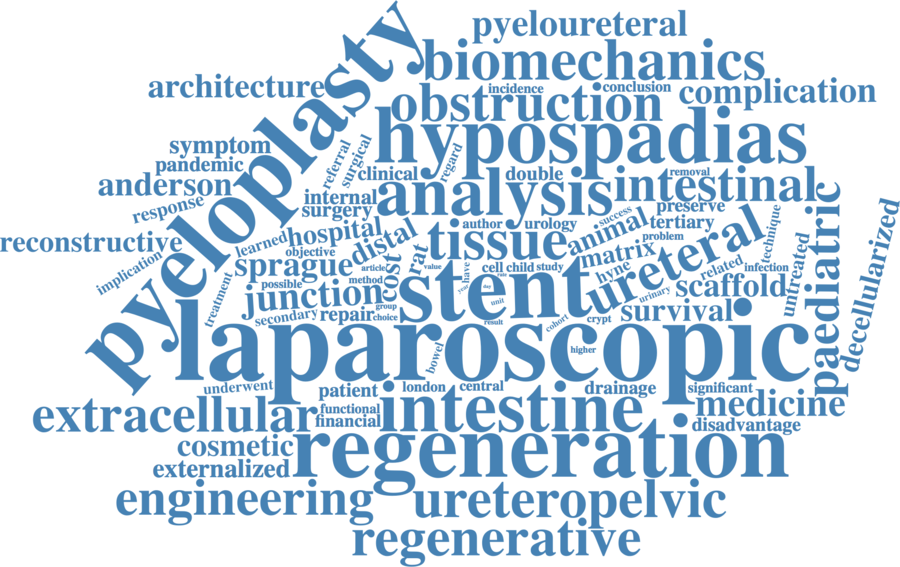 pyeloureteral
biomechanics
architecture
incidence
conclusion
complication
pyeloplasty
obstruction
hypospadias
symptom
pandemic
referral
surgical
regard
clinical
double
removal
anderson
internal
analysis
intestinal
response
surgery
preserve
success
author
urology
tertiary
reconstructive
learned
hospital
distal
tissue
animal
problem
technique
paediatric
decellularized
objective
implication
sprague
article
cost
rat
value
have
cell
child
study
matrix
hyne
related
infection
untreated
treatment
possible
method
junction
group
stent
day
unit
ureteral
urinary
scaffold
secondary
repair
choice
result
cohort
crypt
survival
laparoscopic
bowel
higher
underwent
patient
london
central
drainage
significant
extracellular
functional
financial
intestine
medicine
disadvantage
cosmetic
regeneration
externalized
engineering
ureteropelvic
regenerative